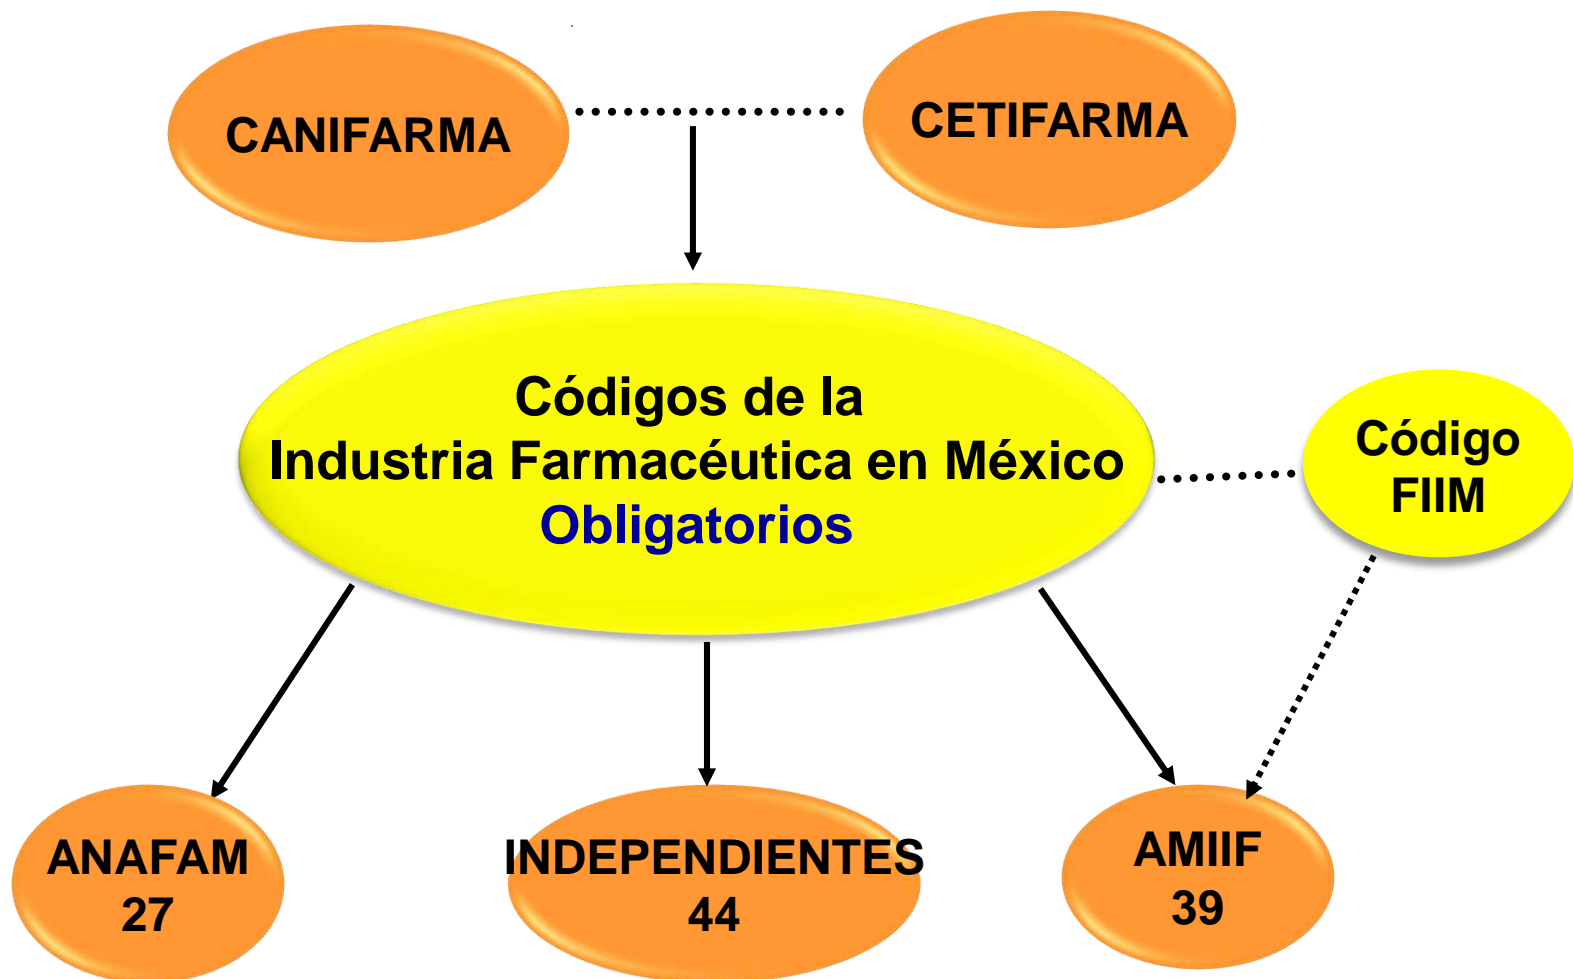 CANIFARMA
CETIFARMA
Códigos de la
Industria Farmacéutica en México
Obligatorios
Código
FIIM
ANAFAM
27
INDEPENDIENTES
44
AMIIF
39